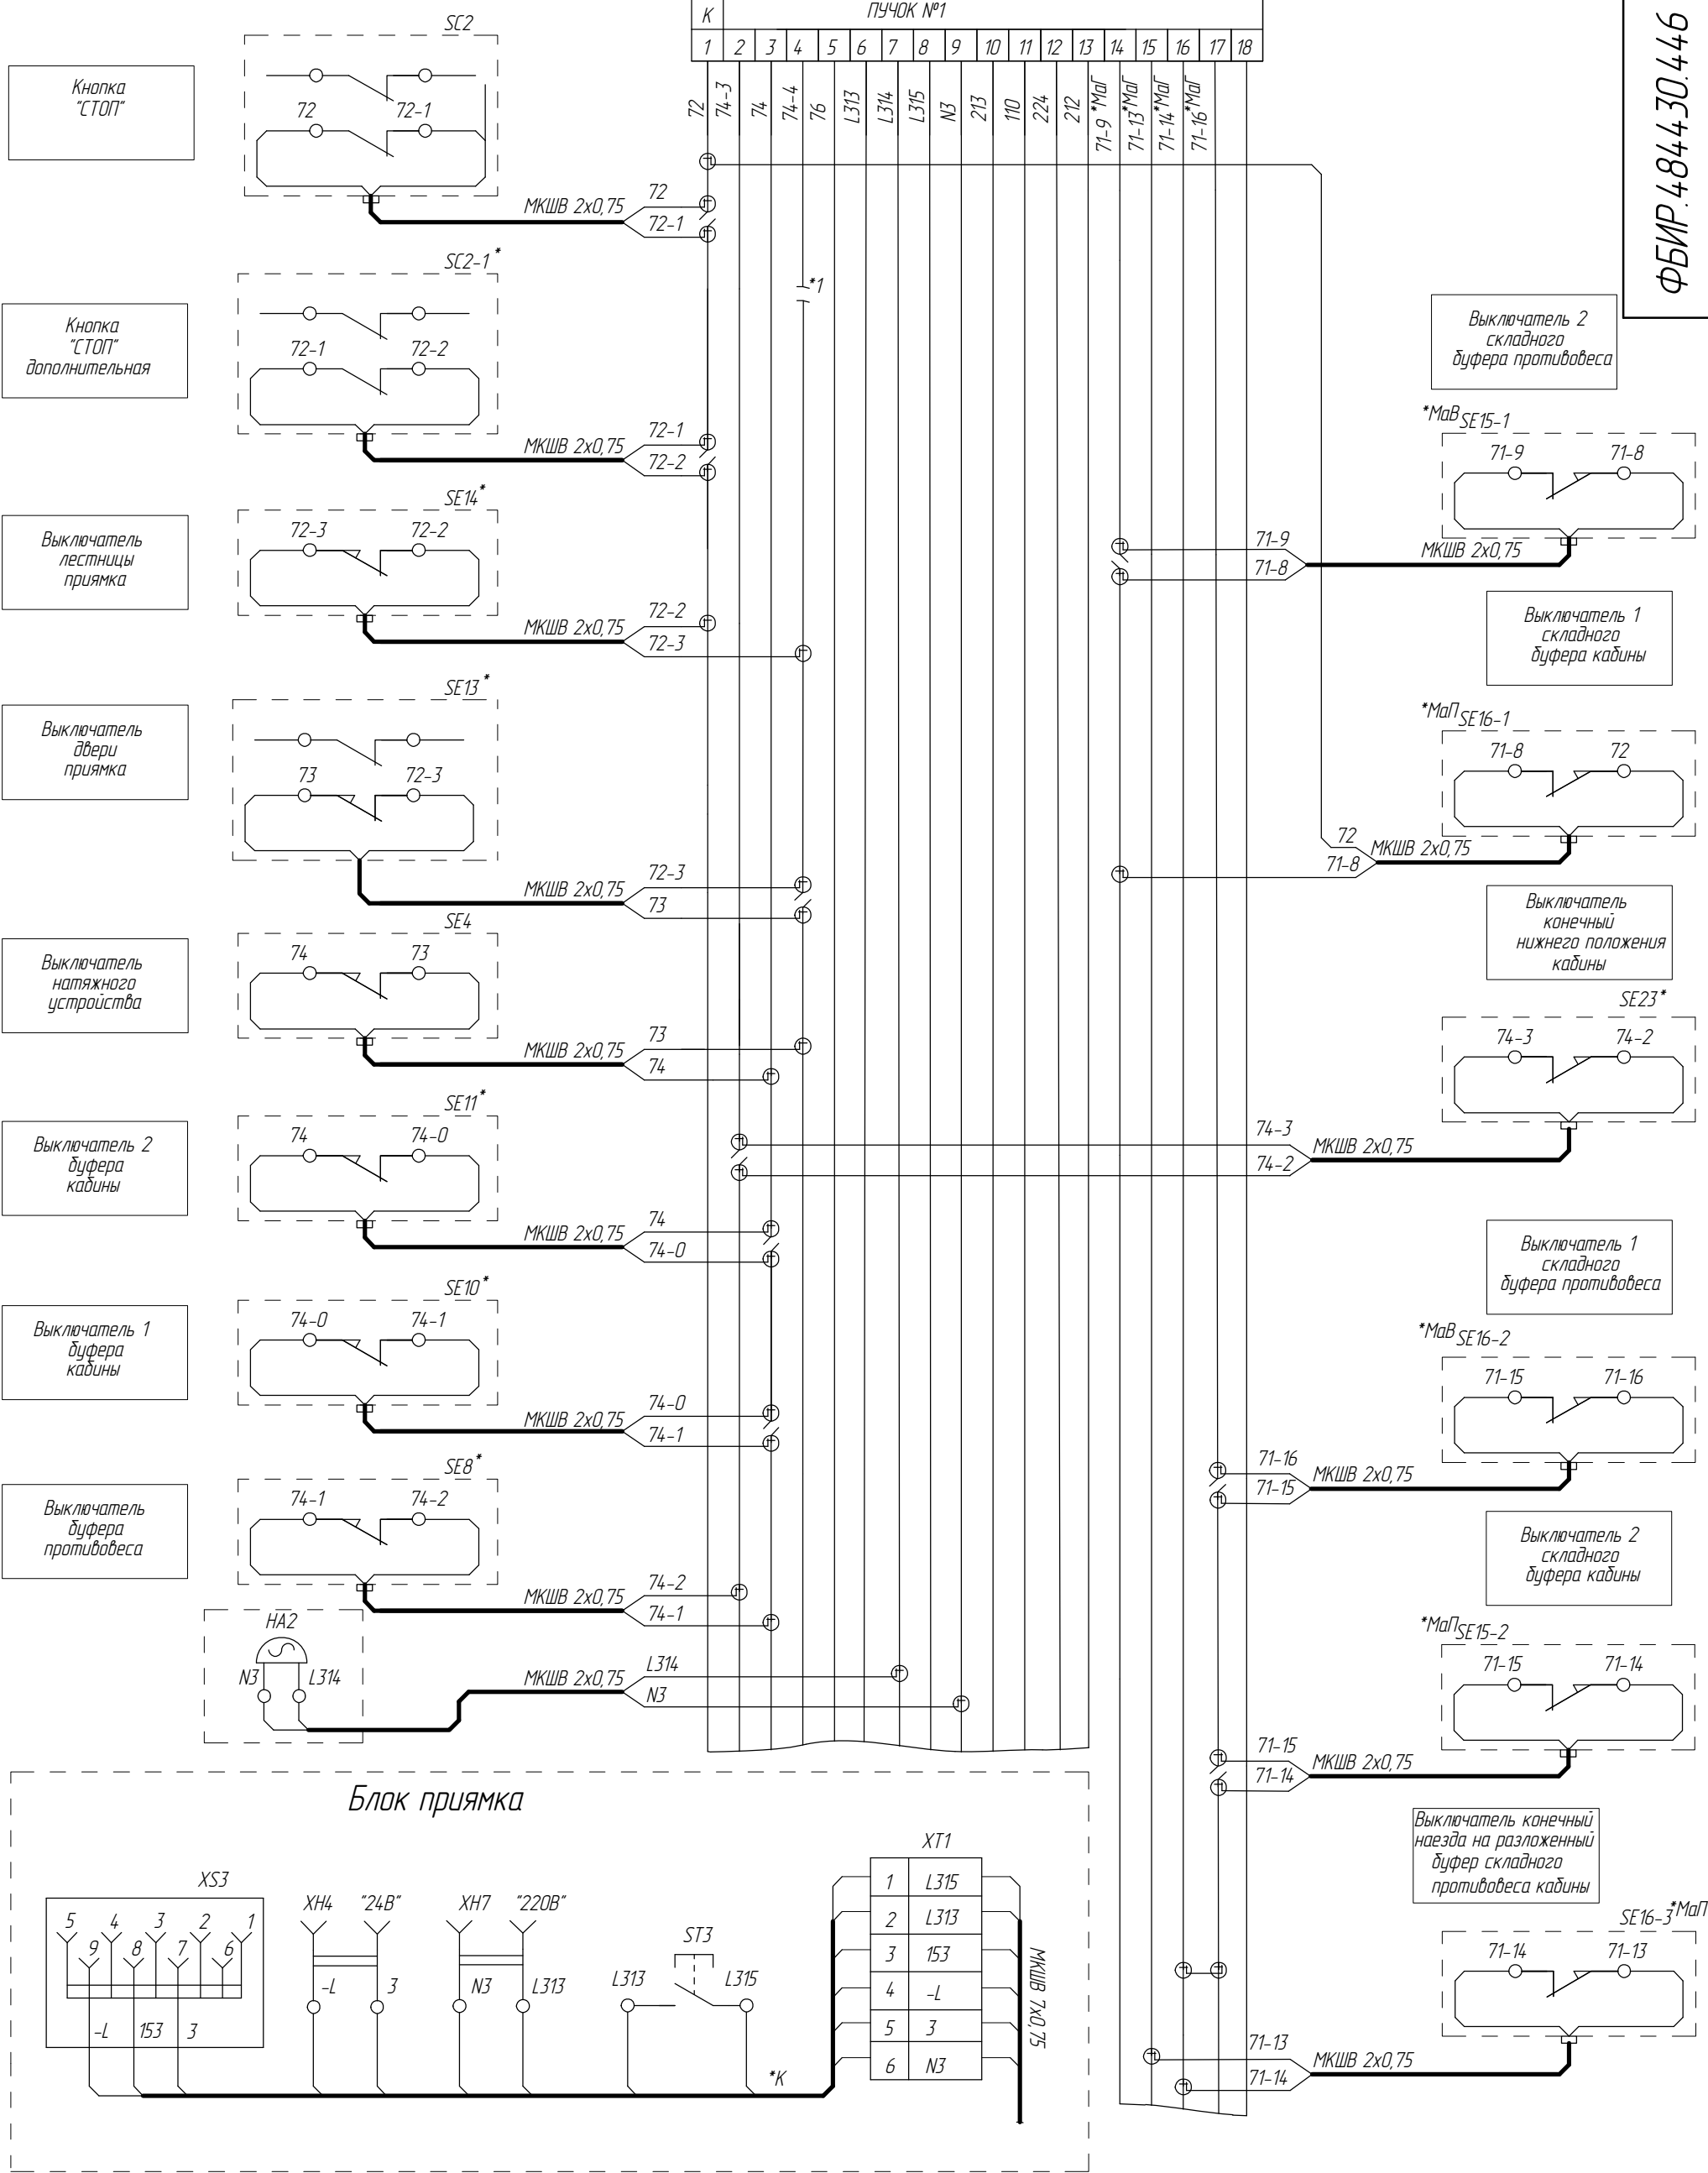 К
ПУЧОК №1
1 2 3 4 5 6 7 8 9 10 11 12 13 14 15 16 17 18
72
74-3
74
74-4
76
L313
L314
L315
N3
213
110
224
212
71-9 *МаГ
71-13*МаГ
71-14*МаГ
71-16*МаГ
ФБИР.484430.446
Кнопка
"СТОП"
SC2
72 72-1
МКШВ 2x0,75
72
72-1
*1
Кнопка
"СТОП"
дополнительная
SC2-1*
72-1 72-2
МКШВ 2x0,75
72-1
72-2
Выключатель
лестницы
приямка
SE14*
72-3 72-2
МКШВ 2x0,75
72-2
72-3
Выключатель
двери
приямка
SE13*
73 72-3
МКШВ 2x0,75
72-3
73
Выключатель
натяжного
устройства
SE4
74 73
МКШВ 2x0,75
73
74
Выключатель 2
буфера
кабины
SE11*
74 74-0
МКШВ 2x0,75
74
74-0
Выключатель 1
буфера
кабины
SE10*
74-0 74-1
МКШВ 2x0,75
74-0
74-1
Выключатель
буфера
противовеса
SE8*
74-1 74-2
МКШВ 2x0,75
74-2
74-1
HA2
N3 L314
МКШВ 2x0,75
L314
N3
Выключатель 2
складного
буфера противовеса
*МаВ SE15-1
71-9 71-8
71-9
71-8
МКШВ 2x0,75
Выключатель 1
складного
буфера кабины
*МаП SE16-1
71-8 72
72
71-8
МКШВ 2x0,75
Выключатель
конечный
нижнего положения
кабины
SE23*
74-3 74-2
74-3
74-2
МКШВ 2x0,75
Выключатель 1
складного
буфера противовеса
*МаВ SE16-2
71-15 71-16
71-16
71-15
МКШВ 2x0,75
Выключатель 2
складного
буфера кабины
*МаП SE15-2
71-15 71-14
71-15
71-14
МКШВ 2x0,75
Выключатель конечный
наезда на разложенный
буфер складного
противовеса кабины
SE16-3*МаП
71-14 71-13
71-13
71-14
МКШВ 2x0,75
Блок приямка
XS3
5 4 3 2 1
9 8 7 6
-L 153 3
XH4 "24В"
-L 3
XH7 "220В"
N3 L313
ST3
L313 L315
*К
XT1
1 L315
2 L313
3 153
4 -L
5 3
6 N3
МКШВ 7x0,75